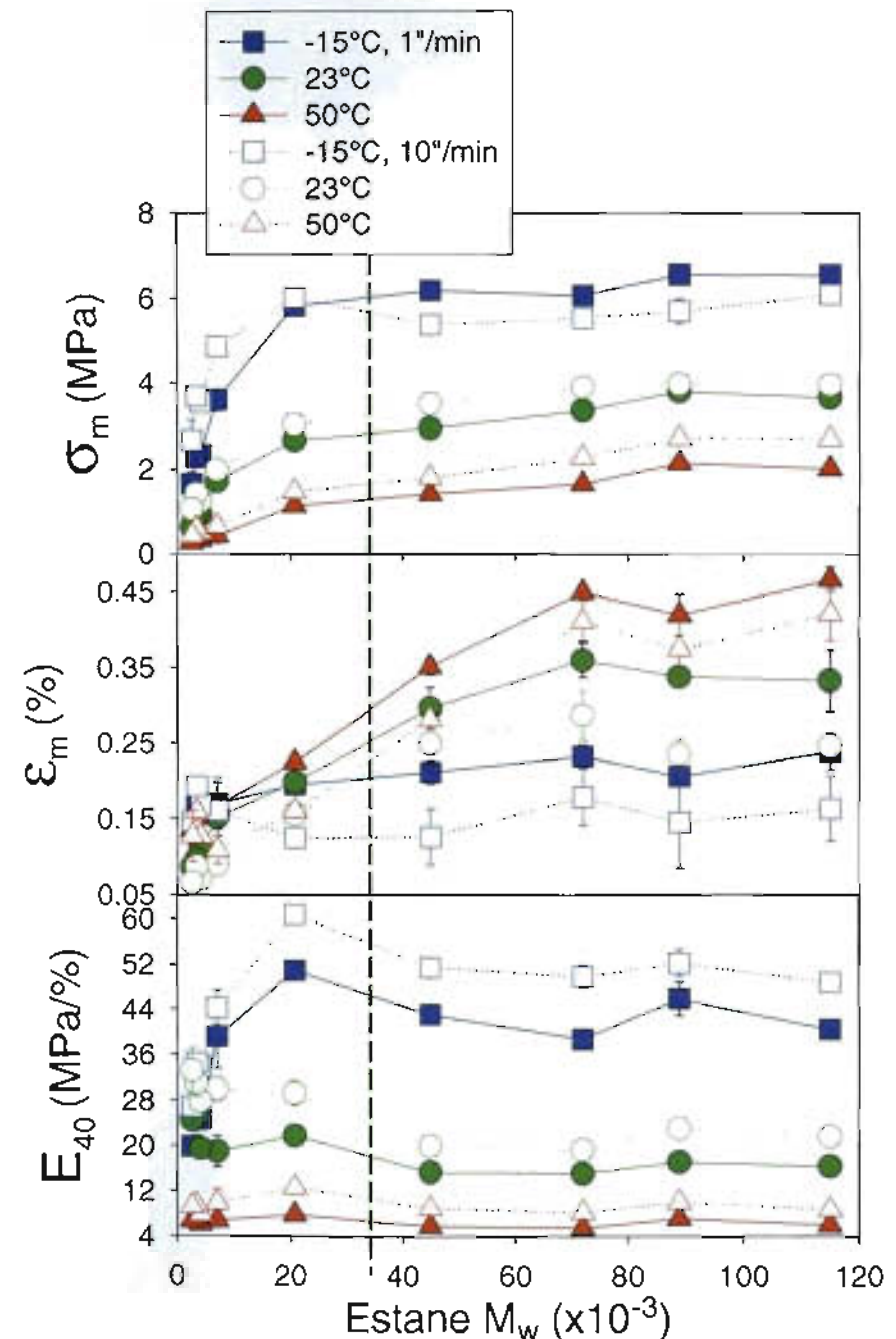 -15°C, 1"/min
23°C
50°C
-15°C, 10"/min
23°C
50°C
8
6
4
2
0
σm (MPa)
0.45
0.35
0.25
0.15
0.05
εm (%)
60
52
44
36
28
20
12
4
E40 (MPa/%)
0 20 40 60 80 100 120
Estane Mw (x10-3)